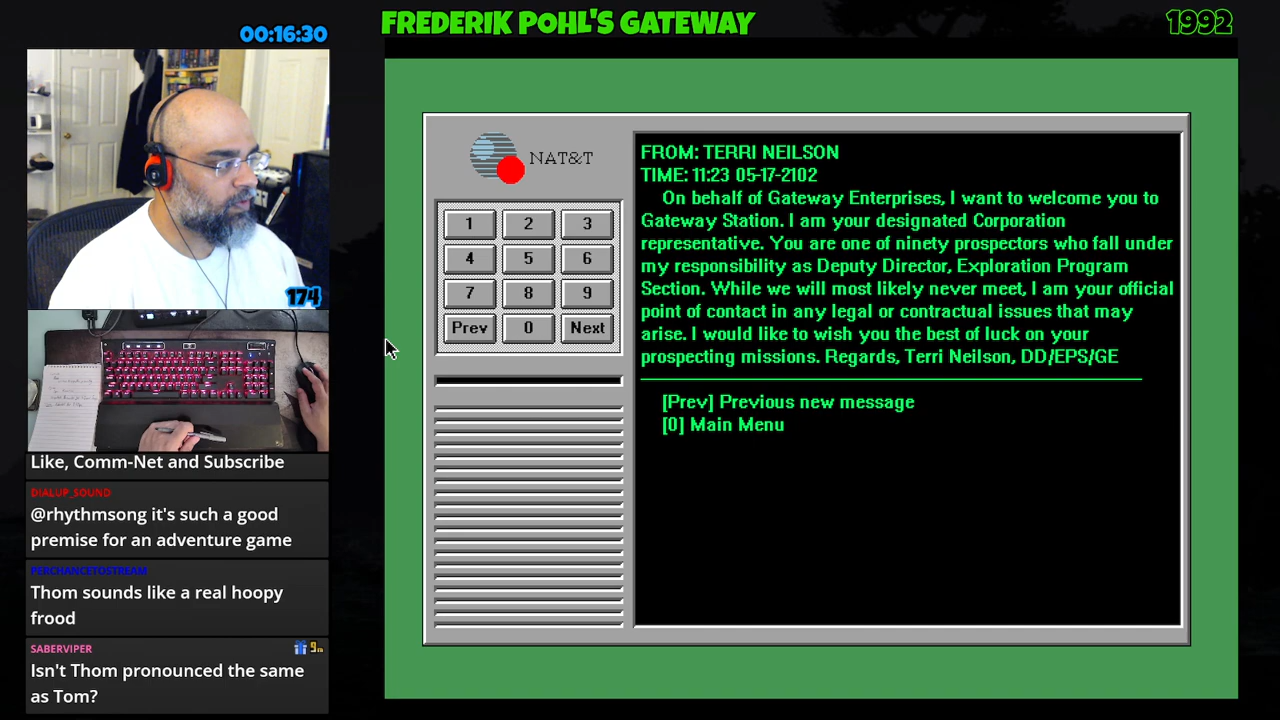 00:16:30
FREDERIK POHL'S GATEWAY
1992
174
Like, Comm-Net and Subscribe
DIALUP_SOUND
@rhythmsong it's such a good
premise for an adventure game
PERCHANCETOSTREAM
Thom sounds like a real hoopy
frood
SABERVIPER
Isn't Thom pronounced the same
as Tom?
NAT&T
1 2 3
4 5 6
7 8 9
Prev 0 Next
FROM: TERRI NEILSON
TIME: 11:23 05-17-2102
On behalf of Gateway Enterprises, I want to welcome you to
Gateway Station. I am your designated Corporation
representative. You are one of ninety prospectors who fall under
my responsibility as Deputy Director, Exploration Program
Section. While we will most likely never meet, I am your official
point of contact in any legal or contractual issues that may
arise. I would like to wish you the best of luck on your
prospecting missions. Regards, Terri Neilson, DD/EPS/GE
[Prev] Previous new message
[0] Main Menu